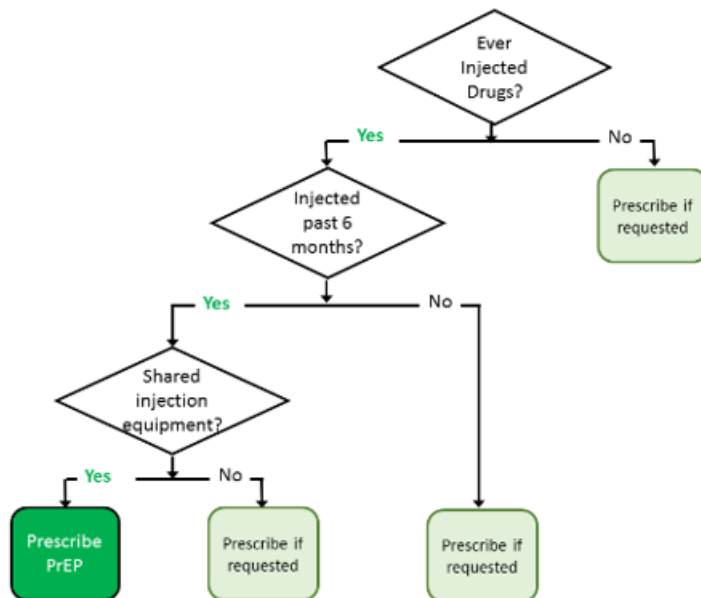 Ever
Injected
Drugs?
Yes
No
Injected
past 6
months?
Prescribe if
requested
Yes
No
Shared
injection
equipment?
Yes
No
Prescribe
PrEP
Prescribe if
requested
Prescribe if
requested